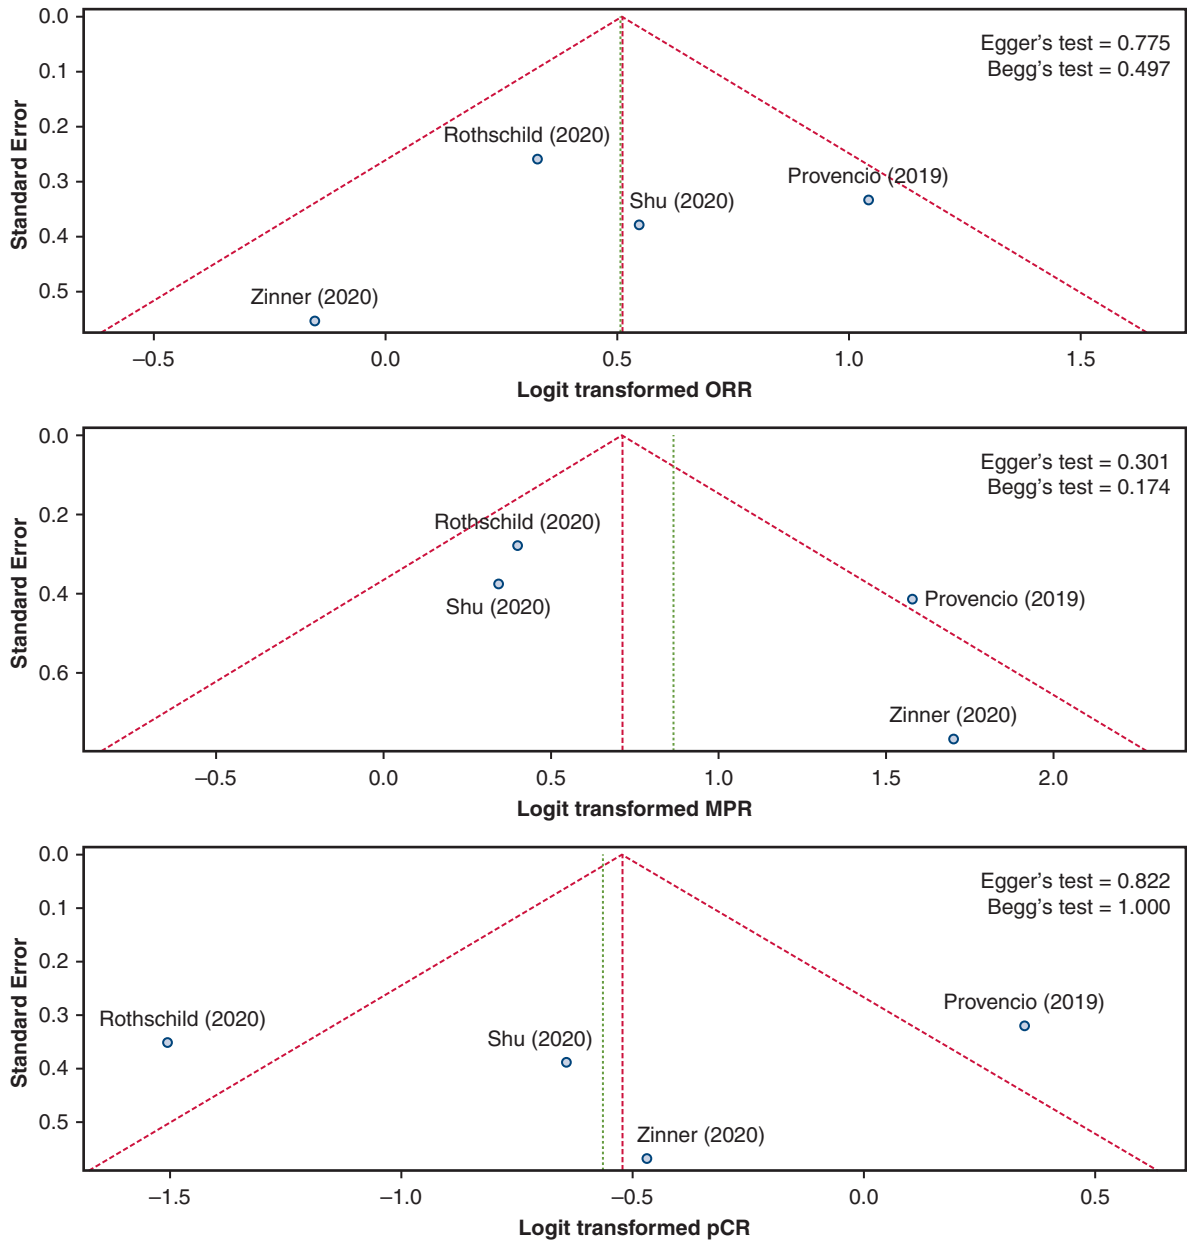 0.0
0.1
0.2
0.3
0.4
0.5
Standard Error
Egger's test = 0.775
Begg's test = 0.497
Rothschild (2020)
Provencio (2019)
Shu (2020)
Zinner (2020)
–0.5
0.0
0.5
1.0
1.5
Logit transformed ORR
0.0
0.2
0.4
0.6
Standard Error
Egger's test = 0.301
Begg's test = 0.174
Rothschild (2020)
Shu (2020)
Provencio (2019)
Zinner (2020)
–0.5
0.0
0.5
1.0
1.5
2.0
Logit transformed MPR
0.0
0.1
0.2
0.3
0.4
0.5
Standard Error
Egger's test = 0.822
Begg's test = 1.000
Provencio (2019)
Rothschild (2020)
Shu (2020)
Zinner (2020)
–1.5
–1.0
–0.5
0.0
0.5
Logit transformed pCR